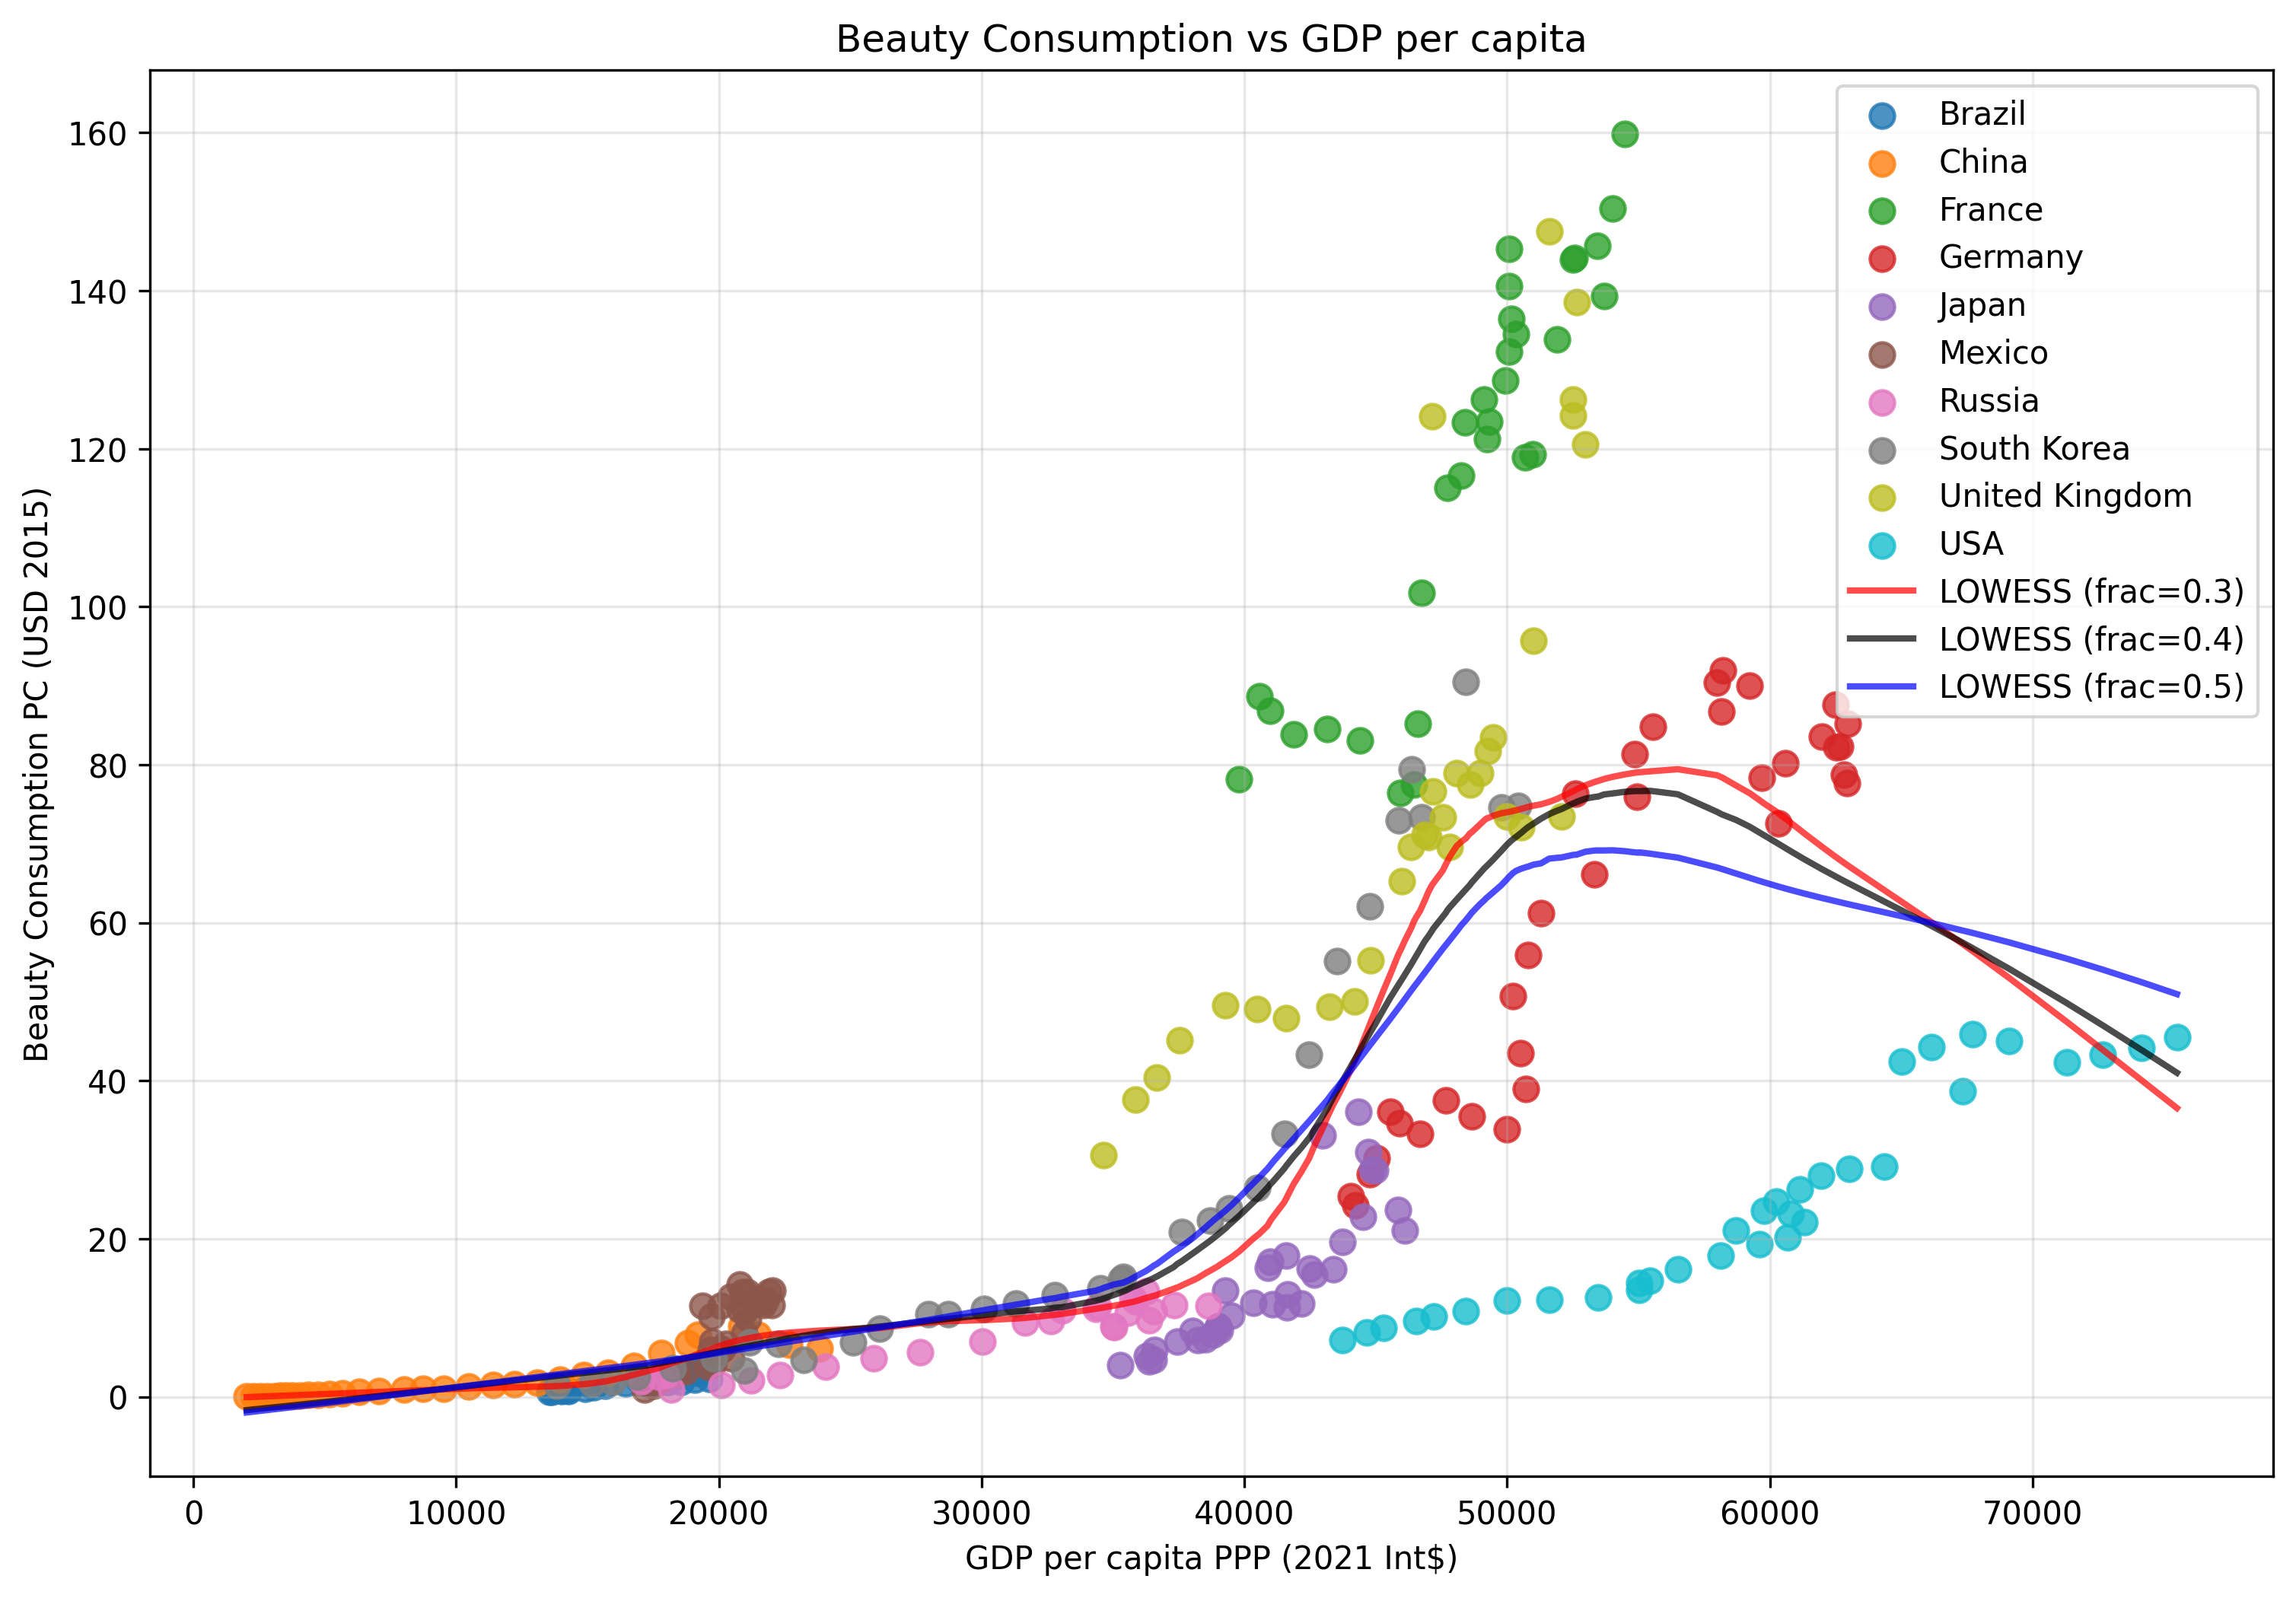 Beauty Consumption vs GDP per capita
Beauty Consumption PC (USD 2015)
160
140
120
100
80
60
40
20
0
0
10000
20000
30000
40000
50000
60000
70000
GDP per capita PPP (2021 Int$)
Brazil
China
France
Germany
Japan
Mexico
Russia
South Korea
United Kingdom
USA
LOWESS (frac=0.3)
LOWESS (frac=0.4)
LOWESS (frac=0.5)